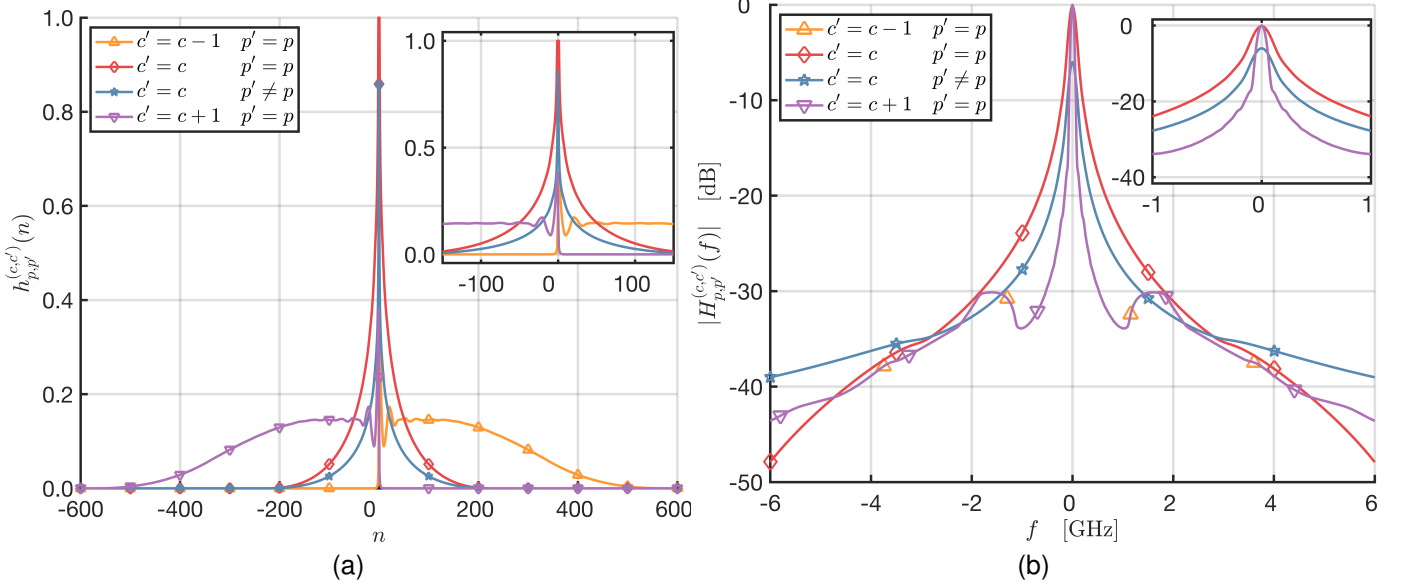 1.0
0.8
0.6
0.4
0.2
0.0
-600
-400
-200
0
200
400
600
n
h_{p,p'}^{(c,c')}(n)
c' = c − 1 p' = p
c' = c p' = p
c' = c p' ≠ p
c' = c + 1 p' = p
1.0
0.5
0.0
-100
0
100
(a)
0
-10
-20
-30
-40
-50
-6
-4
-2
0
2
4
6
f [GHz]
|H_{p,p'}^{(c,c')}(f)| [dB]
c' = c − 1 p' = p
c' = c p' = p
c' = c p' ≠ p
c' = c + 1 p' = p
0
-20
-40
-1
0
1
(b)